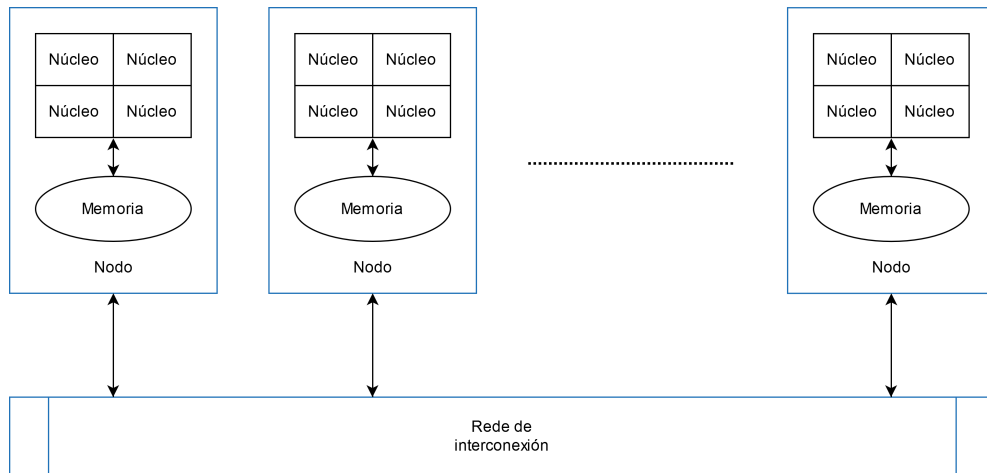 Núcleo Núcleo
Núcleo Núcleo
Memoria
Nodo
Núcleo Núcleo
Núcleo Núcleo
Memoria
Nodo
Núcleo Núcleo
Núcleo Núcleo
Memoria
Nodo
Rede de
interconexión